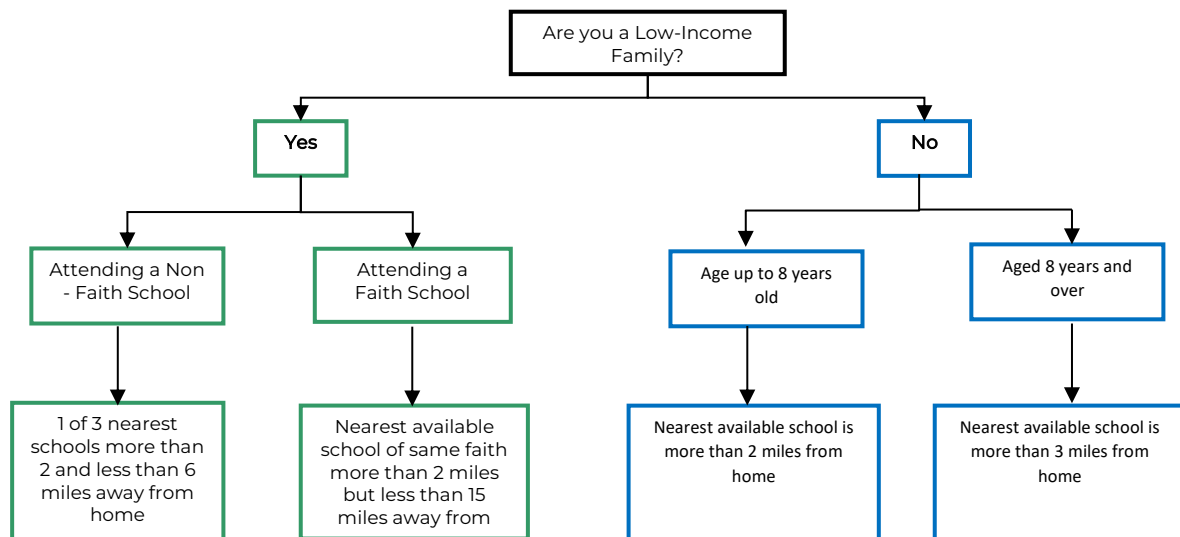 Are you a Low-Income
Family?
Yes
No
Attending a Non
- Faith School
Attending a
Faith School
Age up to 8 years
old
Aged 8 years and
over
1 of 3 nearest
schools more than
2 and less than 6
miles away from
home
Nearest available
school of same faith
more than 2 miles
but less than 15
miles away from
Nearest available school is
more than 2 miles from
home
Nearest available school is
more than 3 miles from
home